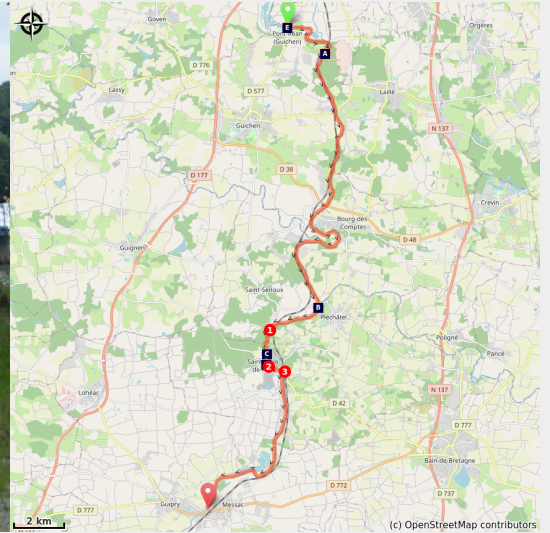 Goven
Orgères
E
Pont-Réan
(Guichen)
A
D 776
Lassy
D 577
Laillé
Guichen
N 137
D 38
D 177
Crevin
Bourg-des
Comptes
D 48
Guignen
Saint-Senoux
B
Pléchâtel
1
Poligné
C
Pancé
2
3
N 137
Lohéac
D 42
D 777
Bain-de-Bretagne
D 772
D 737
Guipry
Messac
D 777
2 km
(c) OpenStreetMap contributors